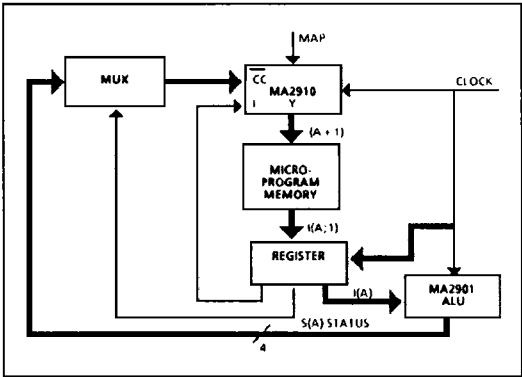 MAP
MUX
CC
MA2910
I Y
CLOCK
(A + 1)
MICRO-
PROGRAM
MEMORY
I(A; 1)
REGISTER
I(A)
MA2901
ALU
S(A) STATUS
4